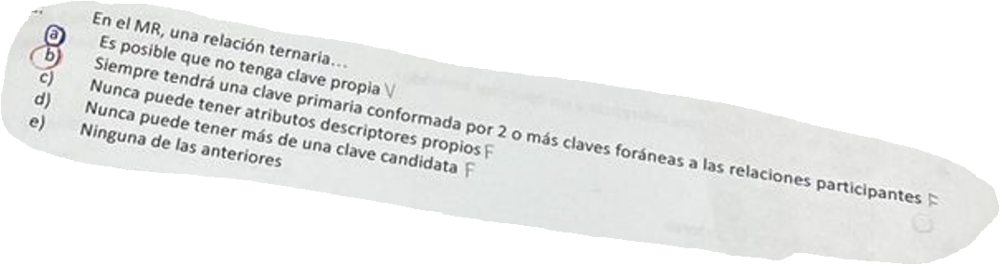 En el MR, una relación ternaria...
a) Es posible que no tenga clave propia V
b) Siempre tendrá una clave primaria conformada por 2 o más claves foráneas a las relaciones participantes F
c) Nunca puede tener atributos descriptores propios F
d) Nunca puede tener más de una clave candidata F
e) Ninguna de las anteriores